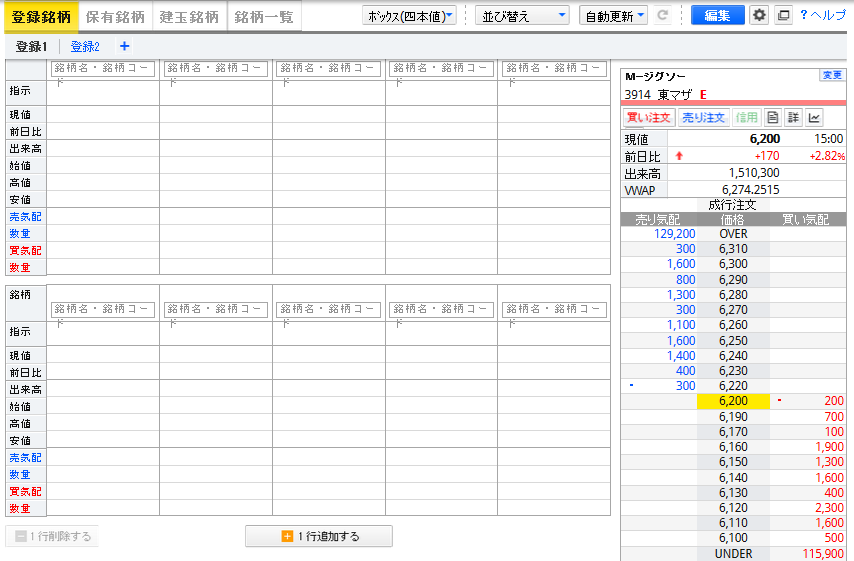 登録銘柄 保有銘柄 建玉銘柄 銘柄一覧 ボックス(四本値) 並び替え 自動更新 編集 ? ヘルプ
登録1 登録2 +
銘柄名・銘柄コード 銘柄名・銘柄コード 銘柄名・銘柄コード 銘柄名・銘柄コード 銘柄名・銘柄コード
指示
現値
前日比
出来高
始値
高値
安値
売気配
数量
買気配
数量
銘柄 銘柄名・銘柄コード 銘柄名・銘柄コード 銘柄名・銘柄コード 銘柄名・銘柄コード 銘柄名・銘柄コード
指示
現値
前日比
出来高
始値
高値
安値
売気配
数量
買気配
数量
1行削除する 1行追加する
M-ジグソー 変更
3914 東マザ E
買い注文 売り注文 信用 詳
現値 6,200 15:00
前日比 +170 +2.82%
出来高 1,510,300
VWAP 6,274.2515
成行注文
売り気配 価格 買い気配
129,200 OVER
300 6,310
1,600 6,300
800 6,290
1,300 6,280
300 6,270
1,100 6,260
1,600 6,250
1,400 6,240
400 6,230
300 6,220
6,200 200
6,190 700
6,170 100
6,160 1,900
6,150 1,300
6,140 1,600
6,130 400
6,120 2,300
6,110 1,600
6,100 500
UNDER 115,900